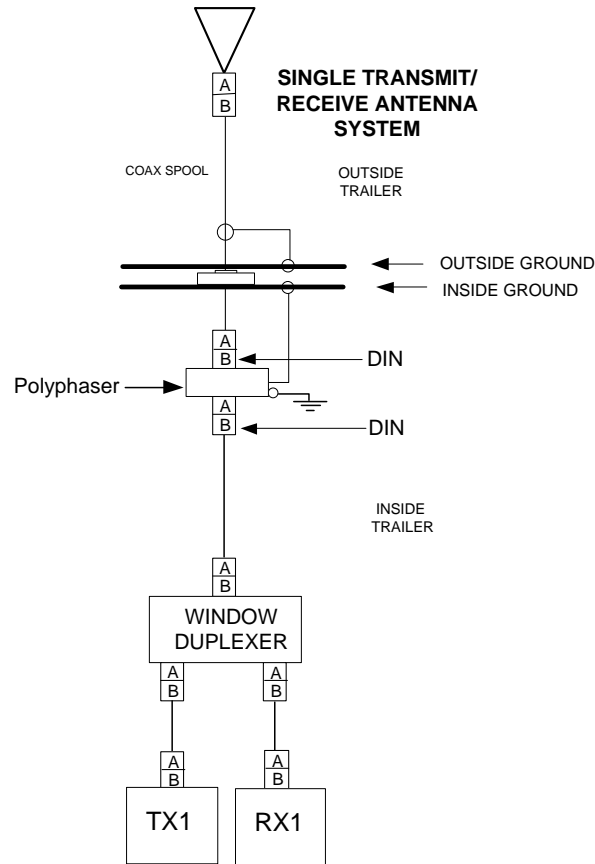 A
B
SINGLE TRANSMIT/
RECEIVE ANTENNA
SYSTEM
COAX SPOOL
OUTSIDE
TRAILER
OUTSIDE GROUND
INSIDE GROUND
A
B
DIN
Polyphaser
A
B
DIN
INSIDE
TRAILER
A
B
WINDOW
DUPLEXER
A
B
A
B
A
B
A
B
TX1
RX1